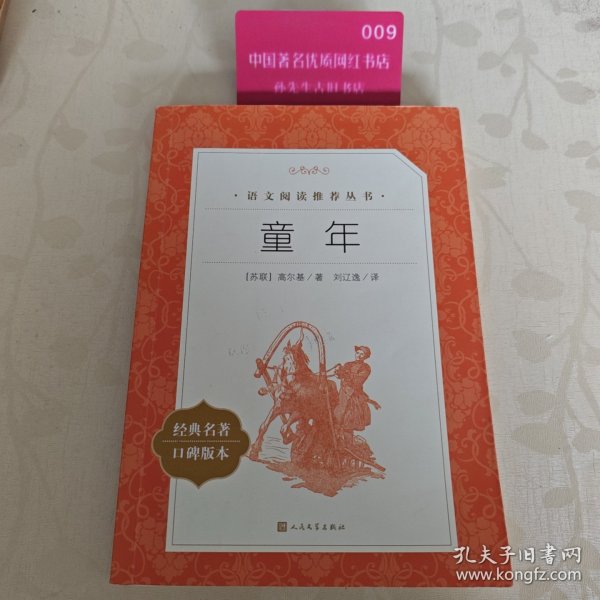 009
中国著名优质网红书店
孙先生古旧书店
·语文阅读推荐丛书·
童年
[苏联] 高尔基／著 刘辽逸／译
经典名著
口碑版本
人民文学出版社
孔夫子旧书网
www.kongfz.com